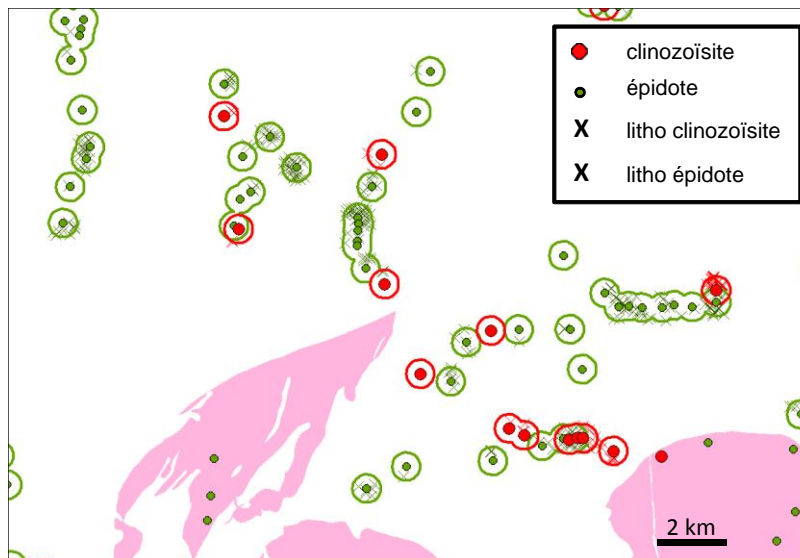 clinozoïsite
épidote
X litho clinozoïsite
X litho épidote
2 km